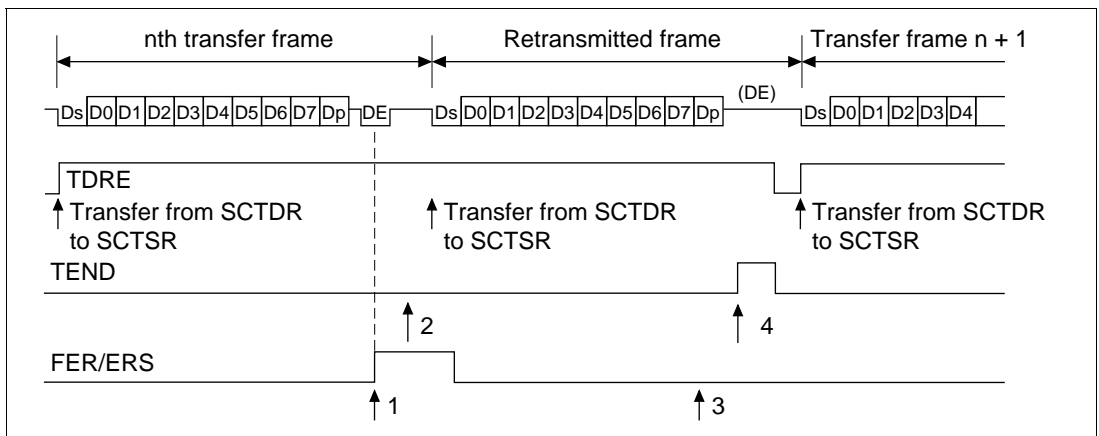 nth transfer frame Retransmitted frame Transfer frame n + 1
(DE)
Ds D0 D1 D2 D3 D4 D5 D6 D7 Dp DE Ds D0 D1 D2 D3 D4 D5 D6 D7 Dp Ds D0 D1 D2 D3 D4
TDRE
Transfer from SCTDR Transfer from SCTDR Transfer from SCTDR
to SCTSR to SCTSR to SCTSR
TEND
2 4
FER/ERS
1 3